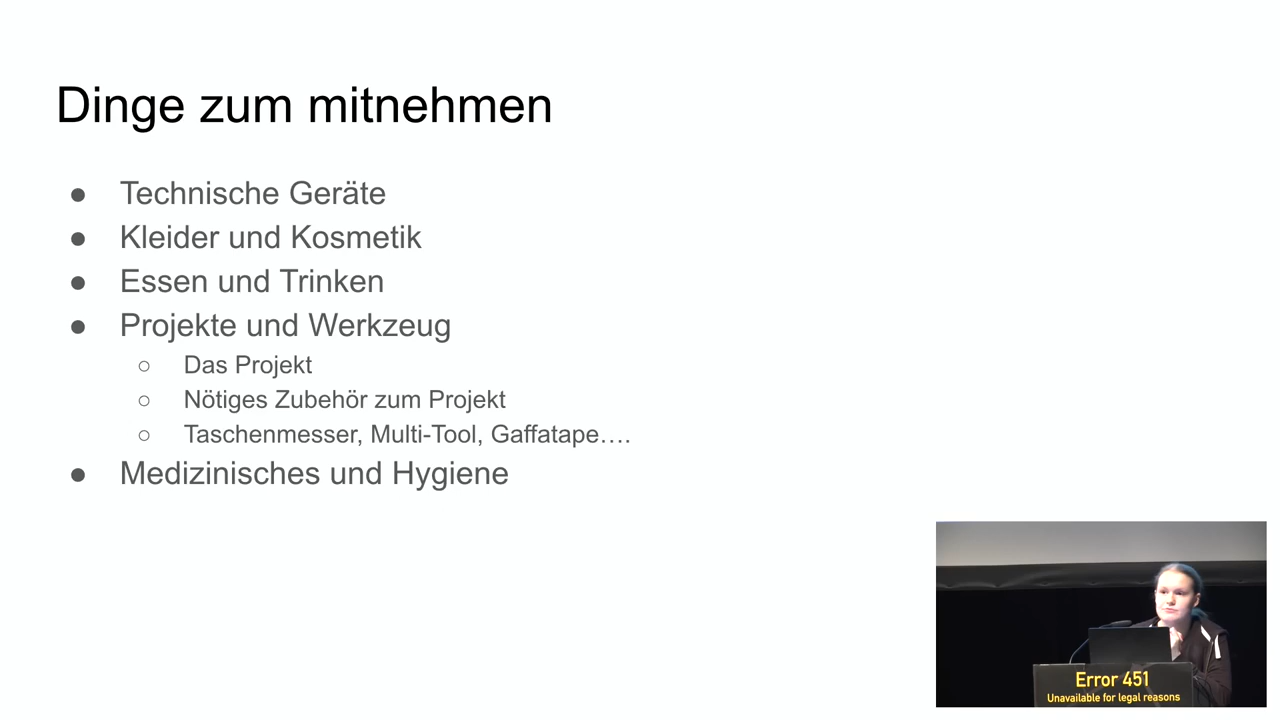 Dinge zum mitnehmen
● Technische Geräte
● Kleider und Kosmetik
● Essen und Trinken
● Projekte und Werkzeug
○ Das Projekt
○ Nötiges Zubehör zum Projekt
○ Taschenmesser, Multi-Tool, Gaffatape....
● Medizinisches und Hygiene
Error 451
Unavailable for legal reasons